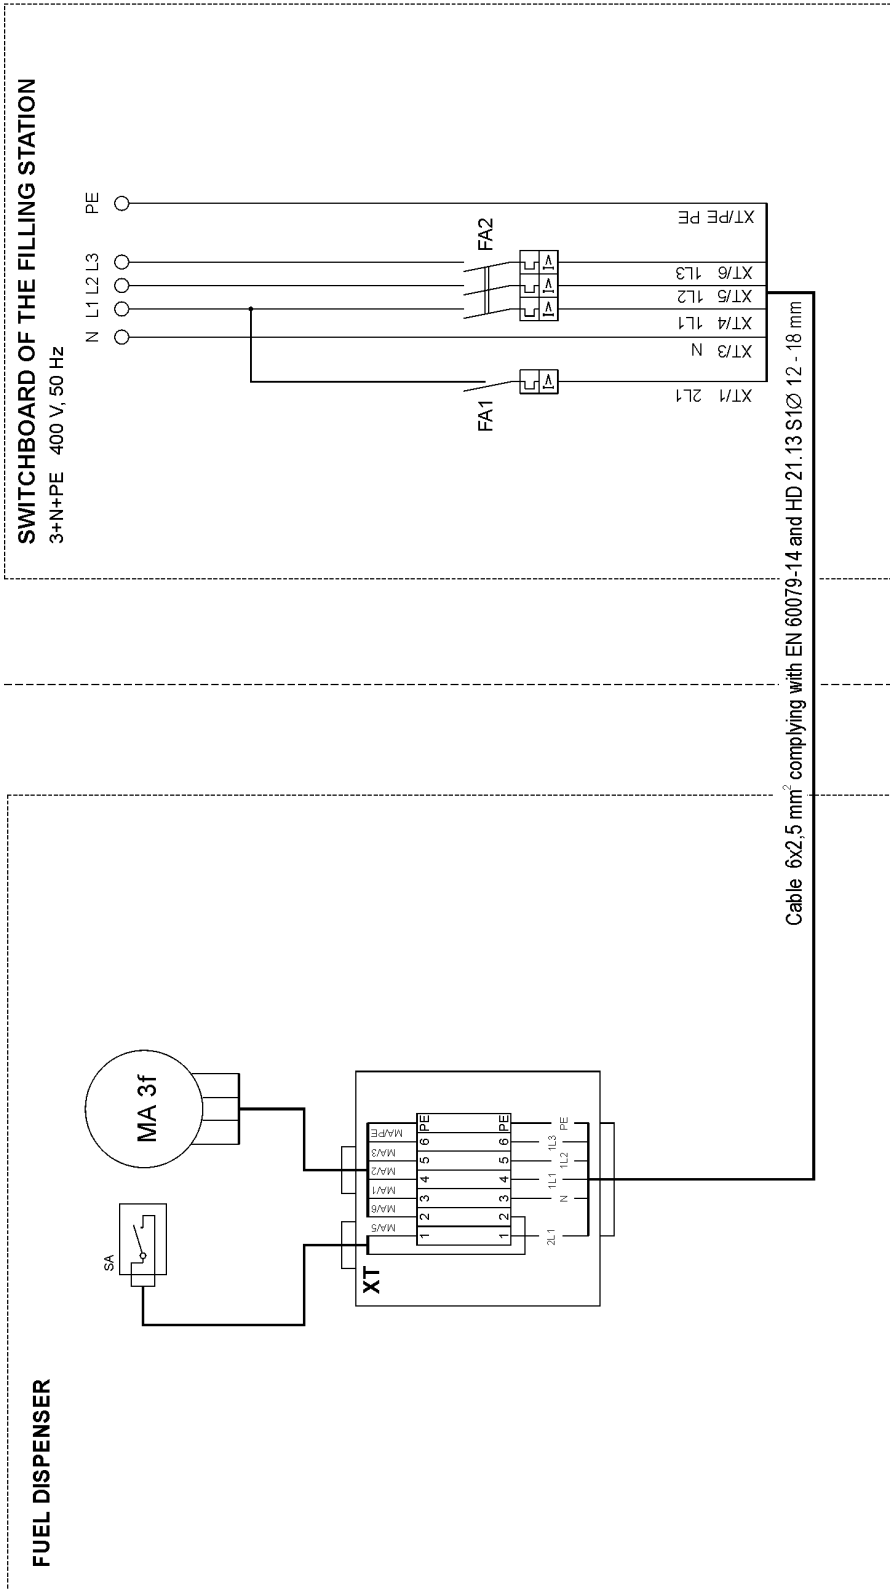 SWITCHBOARD OF THE FILLING STATION
3+N+PE 400 V, 50 Hz
N L1 L2 L3 PE
FA1
FA2
I>
I> I> I>
2L1 XT/1
N XT/3
1L1 XT/4
1L2 XT/5
1L3 XT/6
XT/PE PE
Cable 6x2,5 mm² complying with EN 60079-14 and HD 21.13 S1Ø 12 - 18 mm
FUEL DISPENSER
SA
MA 3f
XT
MA/5
MA/6
MA/1
MA/2
MA/3
MA/PE
1 2 3 4 5 6 PE
1 2 3 4 5 6 PE
2L1
N
1L1
1L2
1L3
PE